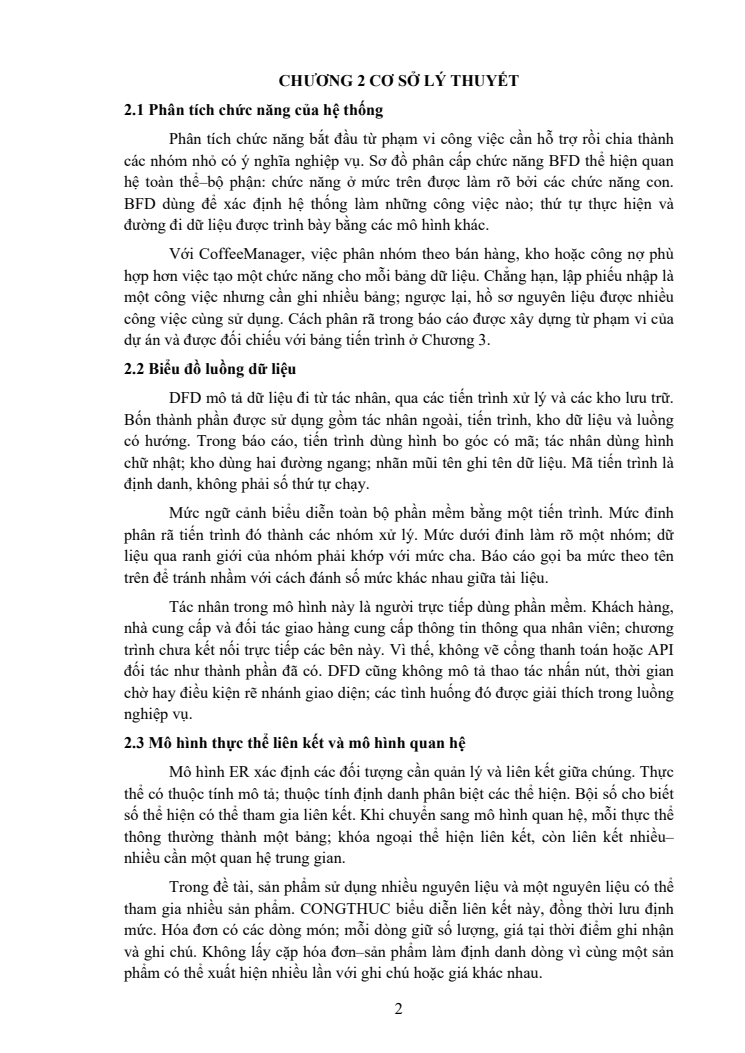 CHƯƠNG 2 CƠ SỞ LÝ THUYẾT
2.1 Phân tích chức năng của hệ thống
Phân tích chức năng bắt đầu từ phạm vi công việc cần hỗ trợ rồi chia thành
các nhóm nhỏ có ý nghĩa nghiệp vụ. Sơ đồ phân cấp chức năng BFD thể hiện quan
hệ toàn thể–bộ phận: chức năng ở mức trên được làm rõ bởi các chức năng con.
BFD dùng để xác định hệ thống làm những công việc nào; thứ tự thực hiện và
đường đi dữ liệu được trình bày bằng các mô hình khác.
Với CoffeeManager, việc phân nhóm theo bán hàng, kho hoặc công nợ phù
hợp hơn việc tạo một chức năng cho mỗi bảng dữ liệu. Chẳng hạn, lập phiếu nhập là
một công việc nhưng cần ghi nhiều bảng; ngược lại, hồ sơ nguyên liệu được nhiều
công việc cùng sử dụng. Cách phân rã trong báo cáo được xây dựng từ phạm vi của
dự án và được đối chiếu với bảng tiến trình ở Chương 3.
2.2 Biểu đồ luồng dữ liệu
DFD mô tả dữ liệu đi từ tác nhân, qua các tiến trình xử lý và các kho lưu trữ.
Bốn thành phần được sử dụng gồm tác nhân ngoài, tiến trình, kho dữ liệu và luồng
có hướng. Trong báo cáo, tiến trình dùng hình bo góc có mã; tác nhân dùng hình
chữ nhật; kho dùng hai đường ngang; nhãn mũi tên ghi tên dữ liệu. Mã tiến trình là
định danh, không phải số thứ tự chạy.
Mức ngữ cảnh biểu diễn toàn bộ phần mềm bằng một tiến trình. Mức đỉnh
phân rã tiến trình đó thành các nhóm xử lý. Mức dưới đỉnh làm rõ một nhóm; dữ
liệu qua ranh giới của nhóm phải khớp với mức cha. Báo cáo gọi ba mức theo tên
trên để tránh nhầm với cách đánh số mức khác nhau giữa tài liệu.
Tác nhân trong mô hình này là người trực tiếp dùng phần mềm. Khách hàng,
nhà cung cấp và đối tác giao hàng cung cấp thông tin thông qua nhân viên; chương
trình chưa kết nối trực tiếp các bên này. Vì thế, không vẽ cổng thanh toán hoặc API
đối tác như thành phần đã có. DFD cũng không mô tả thao tác nhấn nút, thời gian
chờ hay điều kiện rẽ nhánh giao diện; các tình huống đó được giải thích trong luồng
nghiệp vụ.
2.3 Mô hình thực thể liên kết và mô hình quan hệ
Mô hình ER xác định các đối tượng cần quản lý và liên kết giữa chúng. Thực
thể có thuộc tính mô tả; thuộc tính định danh phân biệt các thể hiện. Bội số cho biết
số thể hiện có thể tham gia liên kết. Khi chuyển sang mô hình quan hệ, mỗi thực thể
thông thường thành một bảng; khóa ngoại thể hiện liên kết, còn liên kết nhiều–
nhiều cần một quan hệ trung gian.
Trong đề tài, sản phẩm sử dụng nhiều nguyên liệu và một nguyên liệu có thể
tham gia nhiều sản phẩm. CONGTHUC biểu diễn liên kết này, đồng thời lưu định
mức. Hóa đơn có các dòng món; mỗi dòng giữ số lượng, giá tại thời điểm ghi nhận
và ghi chú. Không lấy cặp hóa đơn–sản phẩm làm định danh dòng vì cùng một sản
phẩm có thể xuất hiện nhiều lần với ghi chú hoặc giá khác nhau.
2